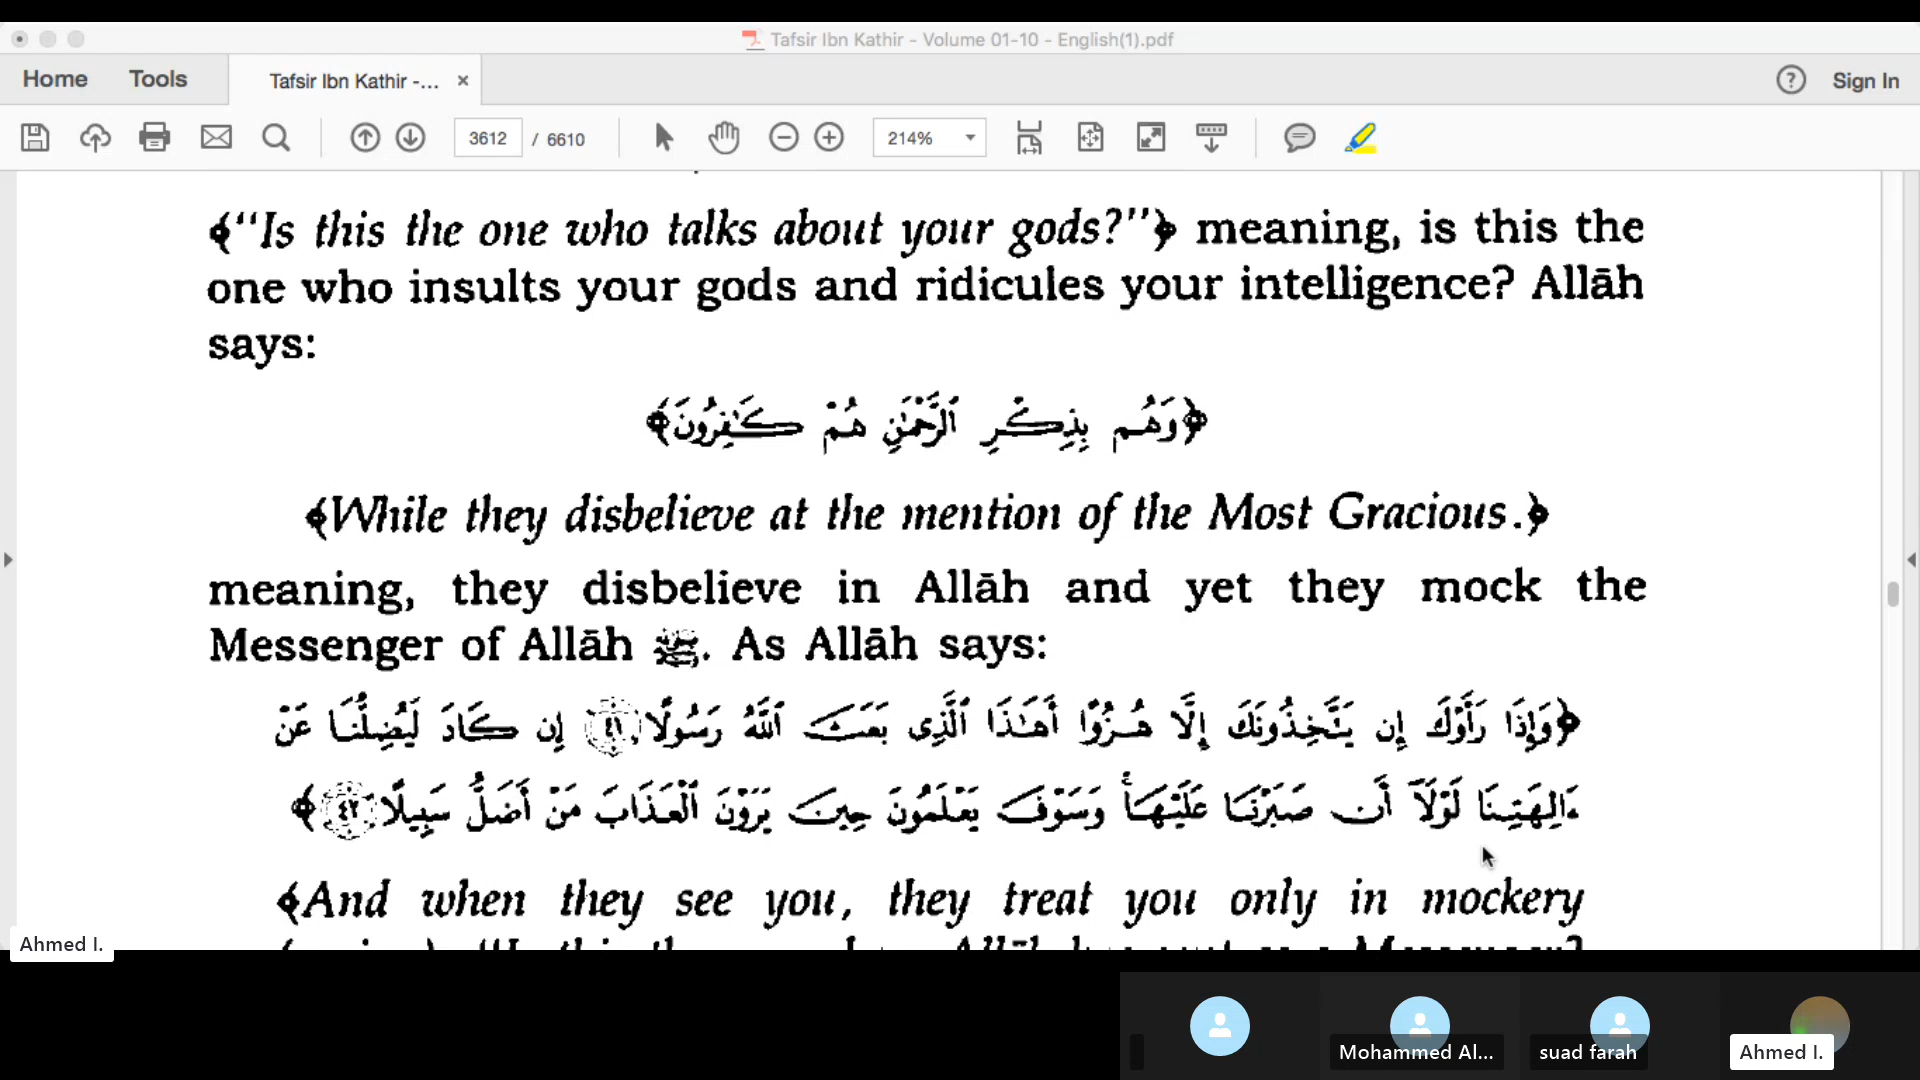 Tafsir Ibn Kathir - Volume 01-10 - English(1).pdf
Home Tools Tafsir Ibn Kathir -... × ? Sign In
3612 / 6610 214%
﴾"Is this the one who talks about your gods?"﴿ meaning, is this the
one who insults your gods and ridicules your intelligence? Allāh
says:
﴿وَهُم بِذِكْرِ ٱلرَّحْمَٰنِ هُمْ كَٰفِرُونَ﴾
﴾While they disbelieve at the mention of the Most Gracious.﴿
meaning, they disbelieve in Allāh and yet they mock the
Messenger of Allāh ﷺ. As Allāh says:
﴿وَإِذَا رَأَوْكَ إِن يَتَّخِذُونَكَ إِلَّا هُزُوًا أَهَٰذَا ٱلَّذِى بَعَثَ ٱللَّهُ رَسُولًا ٤١ إِن كَادَ لَيُضِلُّنَا عَنْ
ءَالِهَتِنَا لَوْلَآ أَن صَبَرْنَا عَلَيْهَا ۚ وَسَوْفَ يَعْلَمُونَ حِينَ يَرَوْنَ ٱلْعَذَابَ مَنْ أَضَلُّ سَبِيلًا ٤٢﴾
﴾And when they see you, they treat you only in mockery
Ahmed I.
Mohammed Al... suad farah Ahmed I.